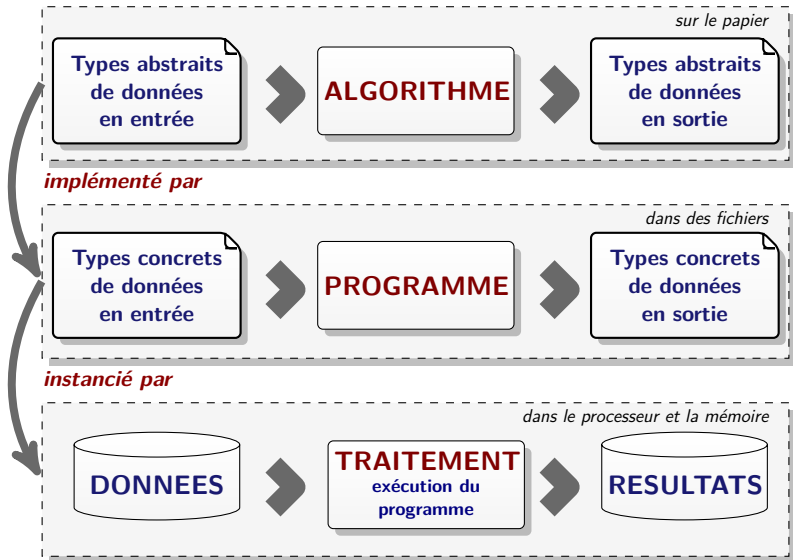 sur le papier
Types abstraits
de données
en entrée
ALGORITHME
Types abstraits
de données
en sortie
implémenté par
dans des fichiers
Types concrets
de données
en entrée
PROGRAMME
Types concrets
de données
en sortie
instancié par
dans le processeur et la mémoire
DONNEES
TRAITEMENT
exécution du
programme
RESULTATS